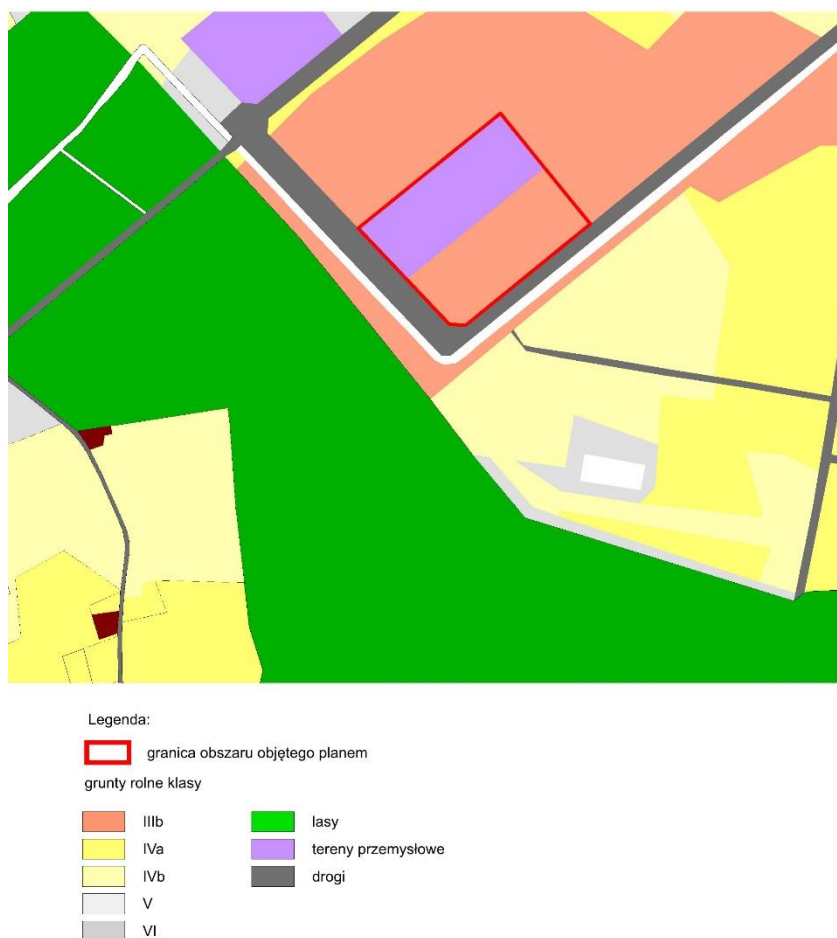 Legenda:
granica obszaru objętego planem
grunty rolne klasy
IIIb
lasy
IVa
tereny przemysłowe
IVb
drogi
V
VI